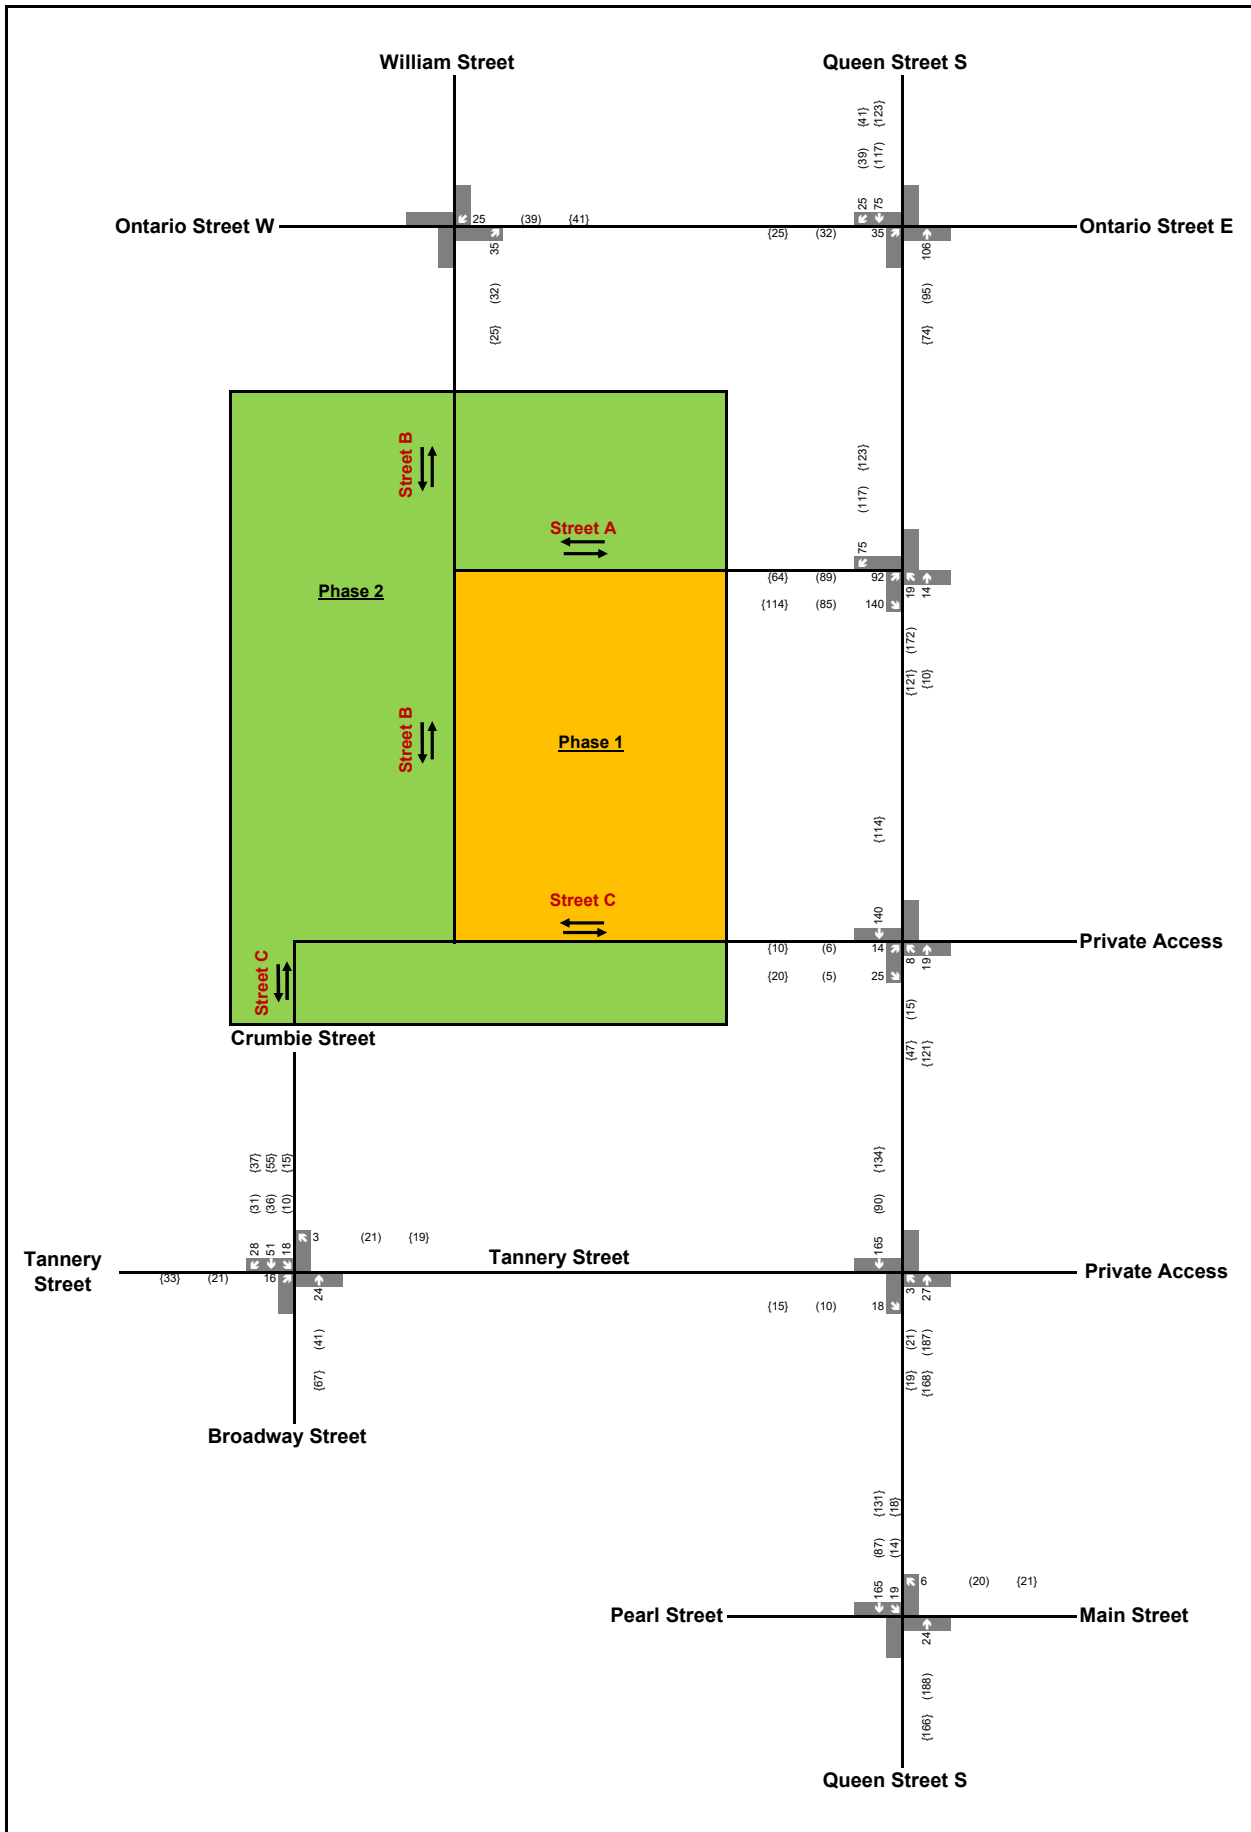 William Street
Queen Street S
{41} {123}
(39) (117)
25 75
Ontario Street W
25 (39) {41}
35
(32)
{25}
{25} (32) 35
Ontario Street E
106
(95)
{74}
Street B
Street A
Phase 2
{123}
(117)
75
{64} (89) 92
{114} (85) 140
19 14
(172)
{121} {10}
Street B
Phase 1
{114}
140
Street C
{10} (6) 14
{20} (5) 25
Private Access
8 19
(15)
{47} {121}
Street C
Crumbie Street
{37} {55} {15}
(31) (36) (10)
28 51 18
3 (21) {19}
Tannery
Street
{33} (21) 16
24
(41)
{67}
Tannery Street
{134}
(90)
165
Private Access
{15} (10) 18
3 27
(21) (187)
{19} {168}
Broadway Street
{131} {18}
(87) (14)
165 19
6 (20) {21}
Pearl Street
Main Street
24
(188)
{166}
Queen Street S